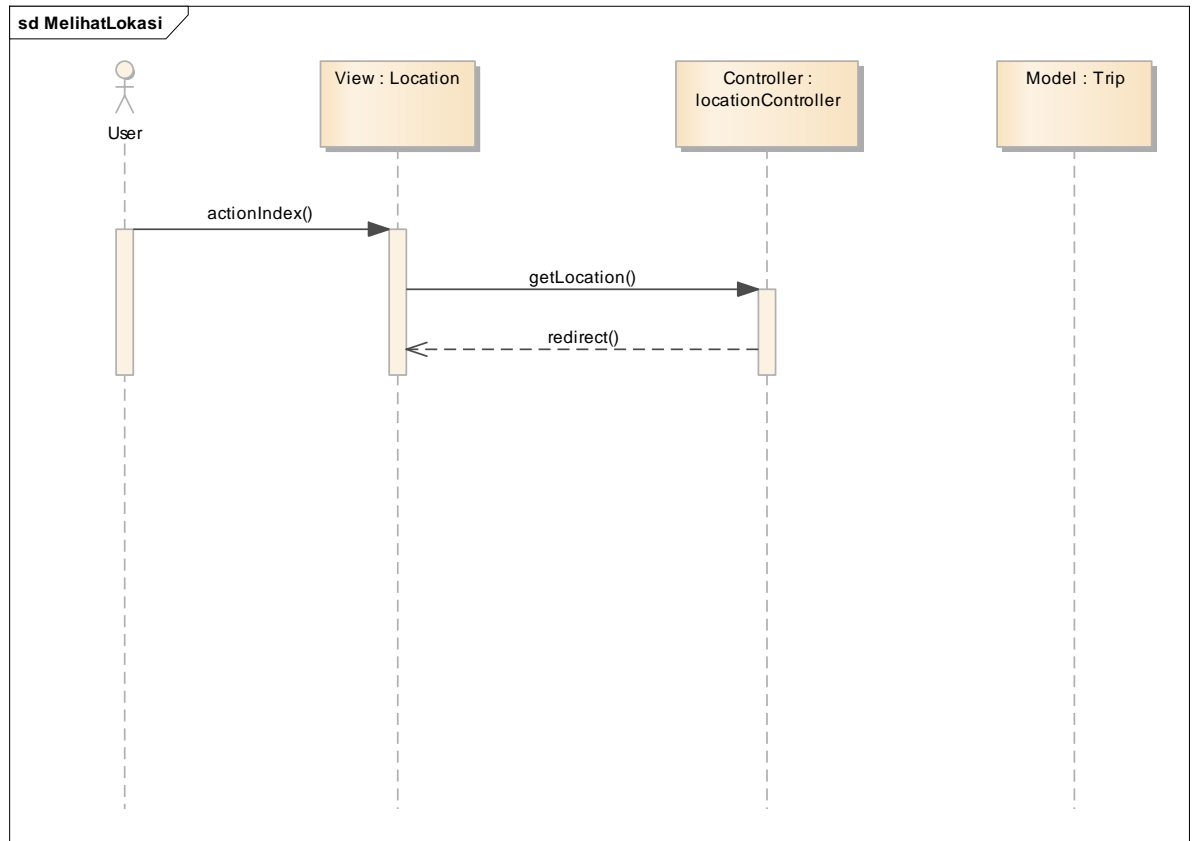 sd MelihatLokasi
User
View : Location
Controller :
locationController
Model : Trip
actionIndex()
getLocation()
redirect()